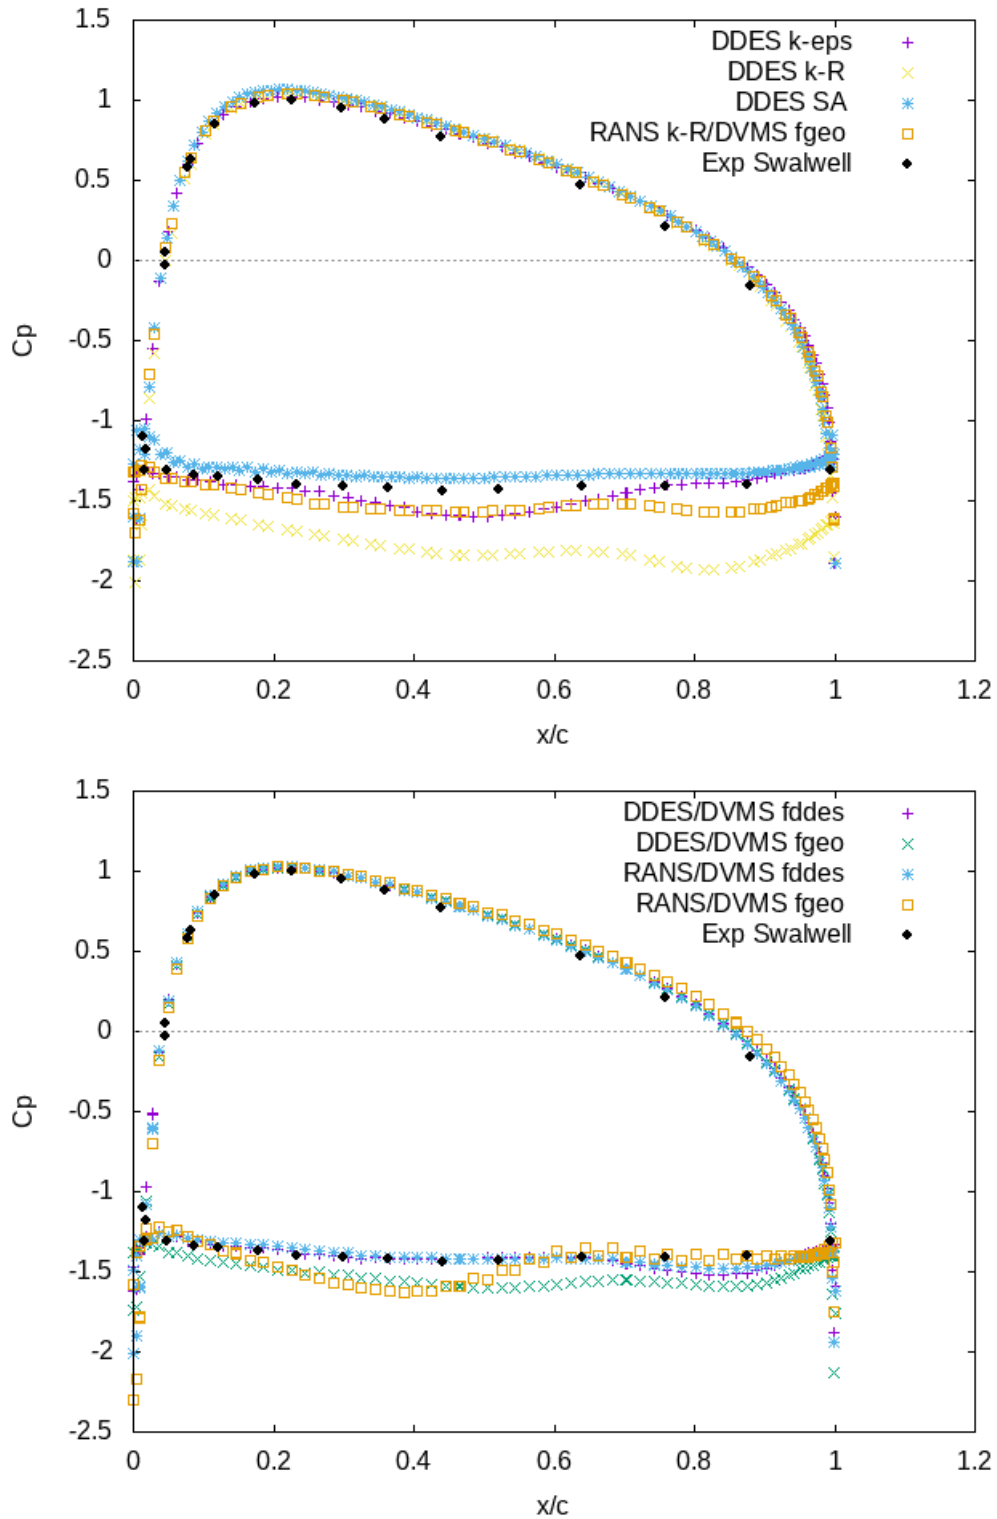 1.5
1
0.5
0
-0.5
-1
-1.5
-2
-2.5
Cp
DDES k-eps
DDES k-R
DDES SA
RANS k-R/DVMS fgeo
Exp Swalwell
0 0.2 0.4 0.6 0.8 1 1.2
x/c
1.5
1
0.5
0
-0.5
-1
-1.5
-2
-2.5
Cp
DDES/DVMS fddes
DDES/DVMS fgeo
RANS/DVMS fddes
RANS/DVMS fgeo
Exp Swalwell
0 0.2 0.4 0.6 0.8 1 1.2
x/c